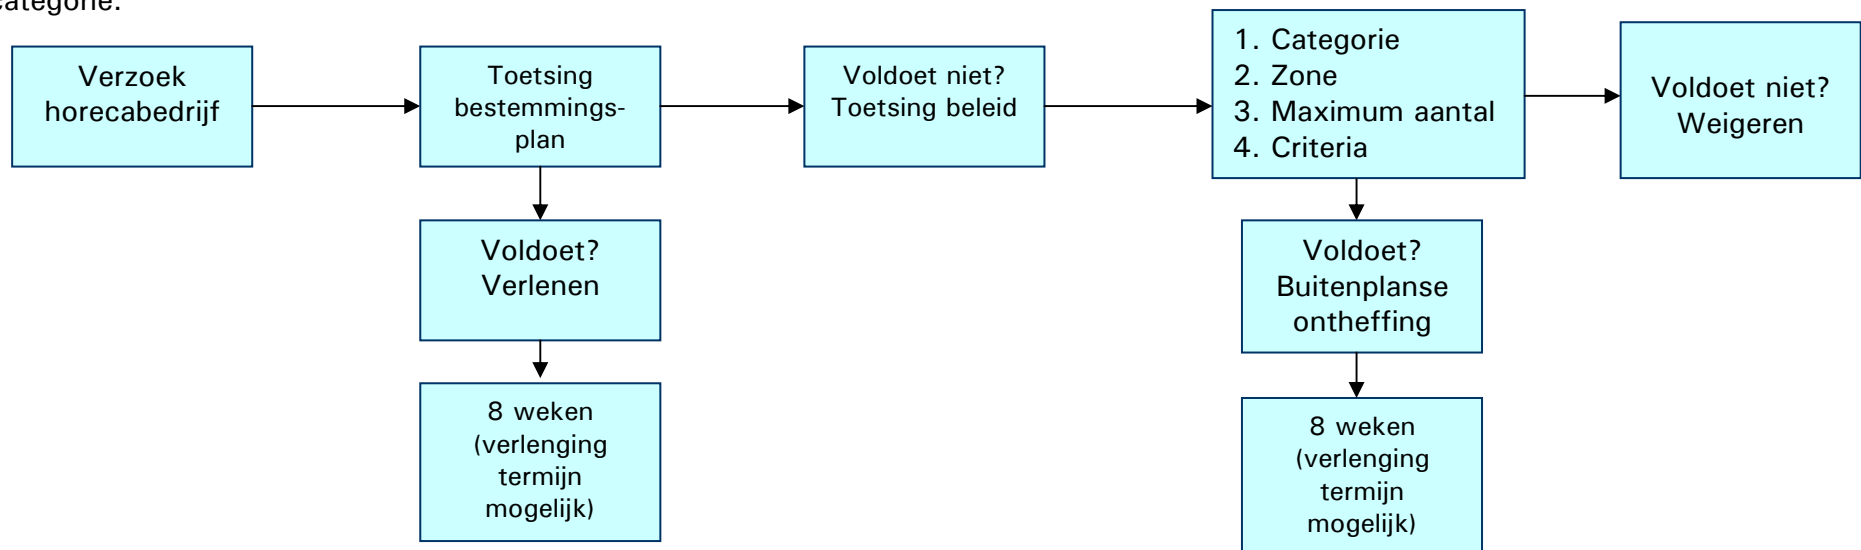 categorie.
Verzoek
horecabedrijf
Toetsing
bestemmings-
plan
Voldoet niet?
Toetsing beleid
1. Categorie
2. Zone
3. Maximum aantal
4. Criteria
Voldoet niet?
Weigeren
Voldoet?
Verlenen
Voldoet?
Buitenplanse
ontheffing
8 weken
(verlenging
termijn
mogelijk)
8 weken
(verlenging
termijn
mogelijk)